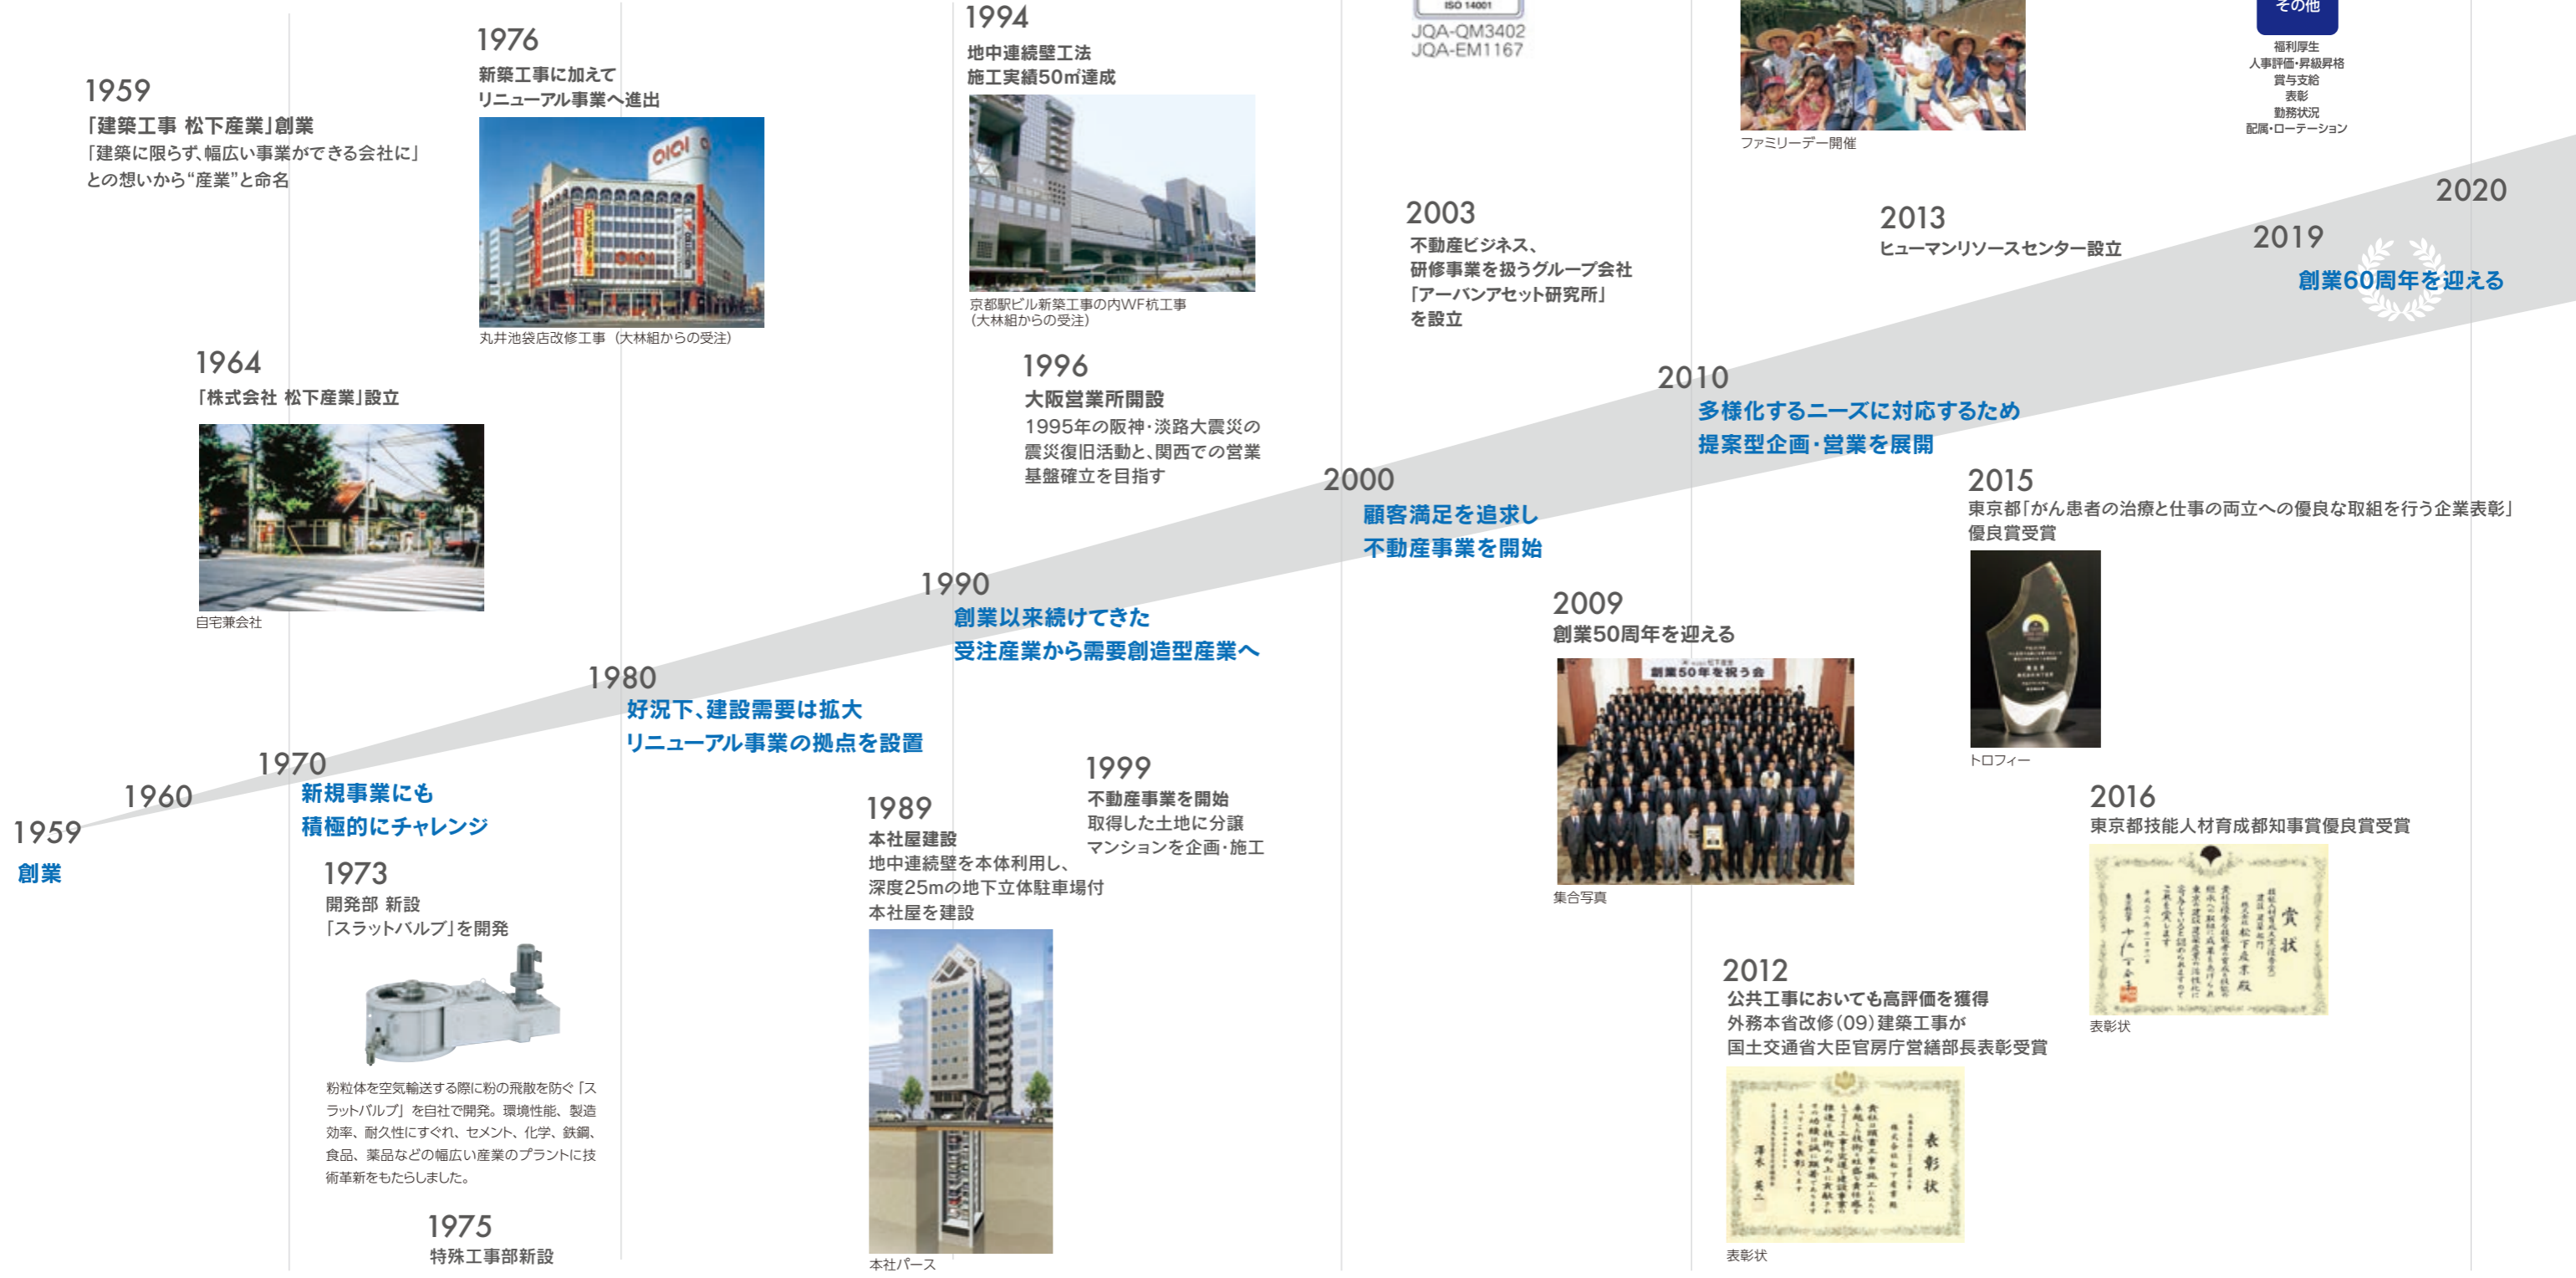 1959
「建築工事 松下産業」創業
「建築に限らず、幅広い事業ができる会社に」
との想いから“産業”と命名
1964
「株式会社 松下産業」設立
自宅兼会社
1976
新築工事に加えて
リニューアル事業へ進出
OIOI
丸井池袋店改修工事（大林組からの受注）
1994
地中連続壁工法
施工実績50㎡達成
京都駅ビル新築工事の内WF杭工事
（大林組からの受注）
1996
大阪営業所開設
1995年の阪神・淡路大震災の
震災復旧活動と、関西での営業
基盤確立を目指す
ISO 14001
JQA-QM3402
JQA-EM1167
2003
不動産ビジネス、
研修事業を扱うグループ会社
「アーバンアセット研究所」
を設立
ファミリーデー開催
2013
ヒューマンリソースセンター設立
その他
福利厚生
人事評価・昇級昇格
賞与支給
表彰
勤務状況
配属・ローテーション
2020
2019
創業60周年を迎える
2010
多様化するニーズに対応するため
提案型企画・営業を展開
2000
顧客満足を追求し
不動産事業を開始
1990
創業以来続けてきた
受注産業から需要創造型産業へ
1980
好況下、建設需要は拡大
リニューアル事業の拠点を設置
1970
新規事業にも
積極的にチャレンジ
1960
1959
創業
1973
開発部 新設
「スラットバルブ」を開発
粉粒体を空気輸送する際に粉の飛散を防ぐ「ス
ラットバルブ」を自社で開発。環境性能、製造
効率、耐久性にすぐれ、セメント、化学、鉄鋼、
食品、薬品などの幅広い産業のプラントに技
術革新をもたらしました。
1975
特殊工事部新設
1989
本社屋建設
地中連続壁を本体利用し、
深度25mの地下立体駐車場付
本社屋を建設
本社パース
1999
不動産事業を開始
取得した土地に分譲
マンションを企画・施工
2009
創業50周年を迎える
創業50年を祝う会
集合写真
2015
東京都「がん患者の治療と仕事の両立への優良な取組を行う企業表彰」
優良賞受賞
トロフィー
2016
東京都技能人材育成都知事賞優良賞受賞
賞状
株式会社 松下産業 殿
表彰状
2012
公共工事においても高評価を獲得
外務本省改修（09）建築工事が
国土交通省大臣官房庁営繕部長表彰受賞
表彰状
株式会社松下産業 殿
表彰状